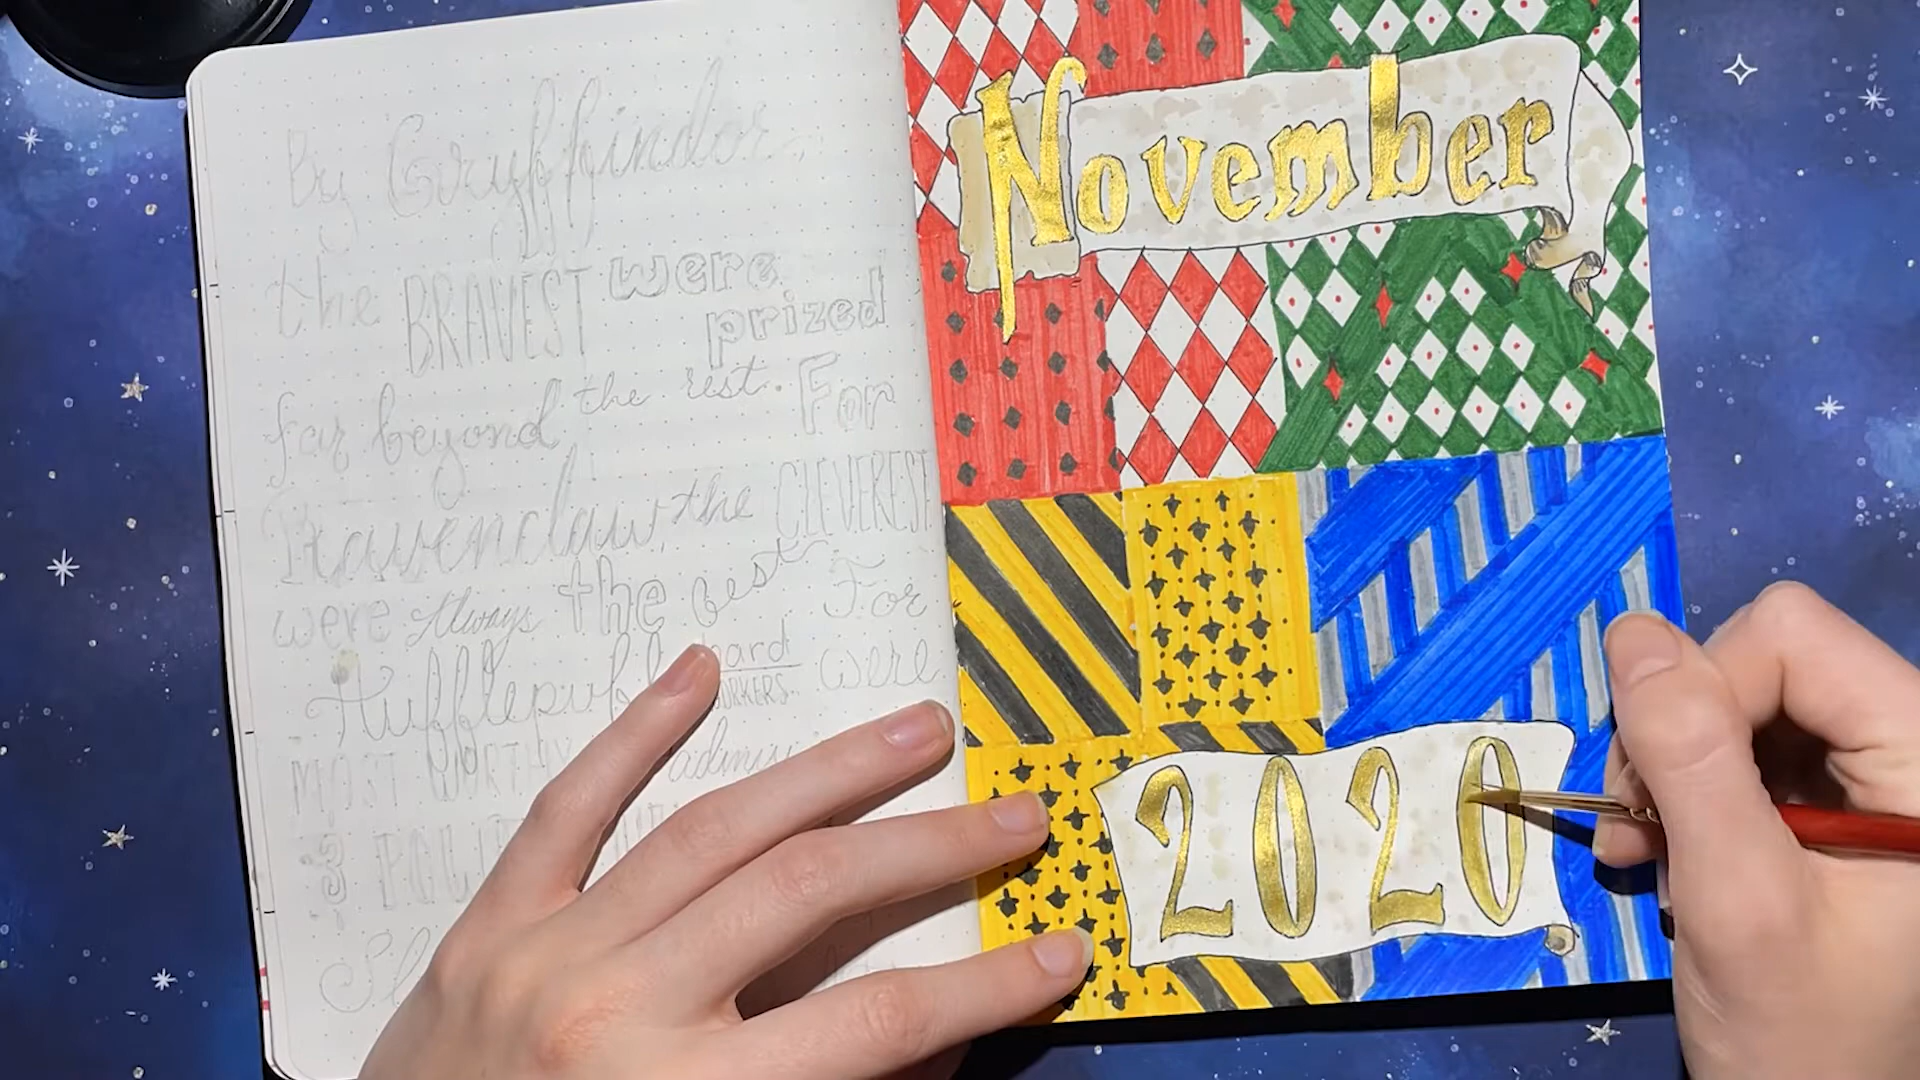 By Gryffindor,
the BRAVEST were
prized
far beyond the rest. For
Ravenclaw, the CLEVEREST
were Always the best For
Hufflepuff hard
WORKERS were
MOST WORTHY
November
2020